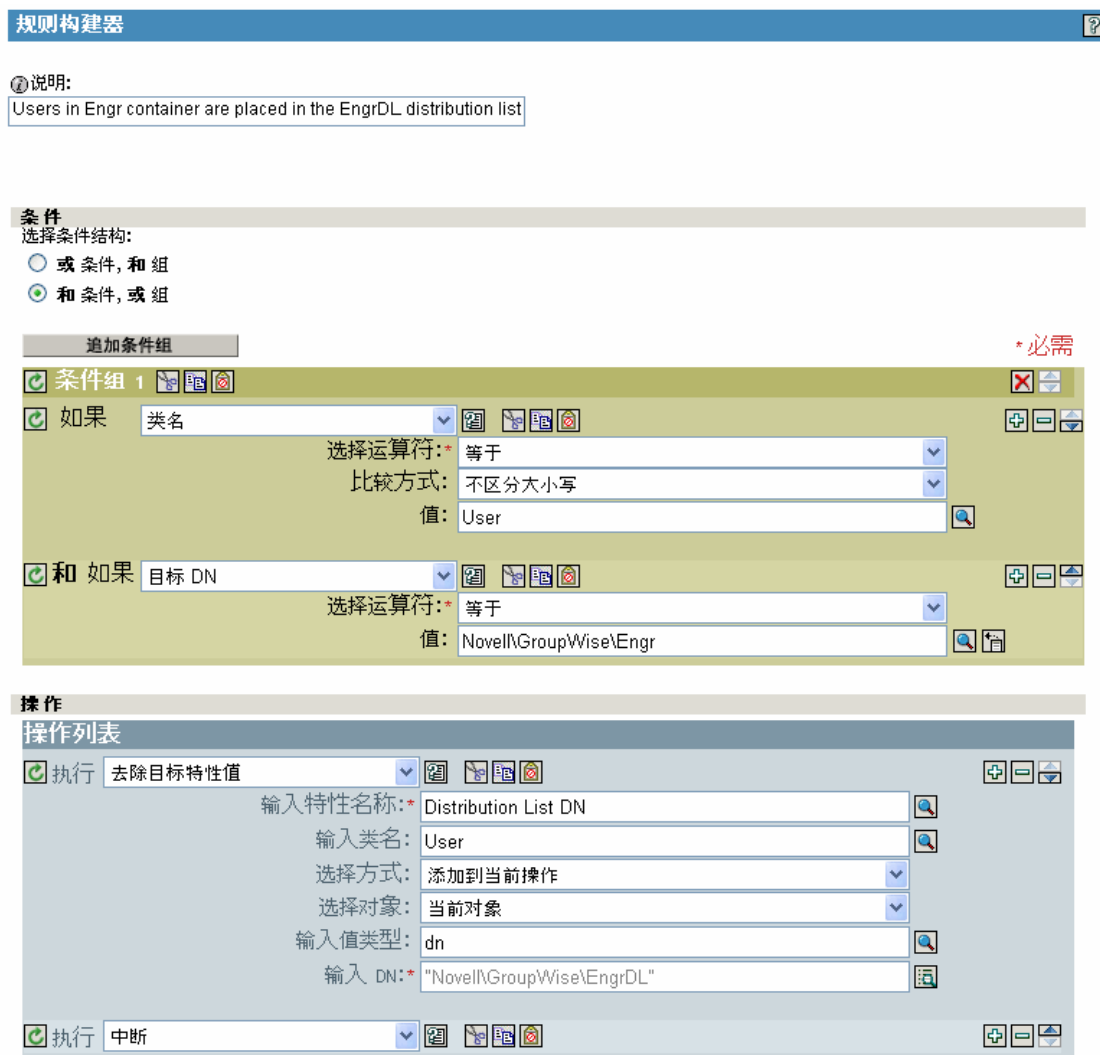 规则构建器
说明:
Users in Engr container are placed in the EngrDL distribution list
条件
选择条件结构:
或 条件, 和 组
和 条件, 或 组
追加条件组
*必需
条件组 1
如果 类名
选择运算符:* 等于
比较方式: 不区分大小写
值: User
和 如果 目标 DN
选择运算符:* 等于
值: Novell\GroupWise\Engr
操作
操作列表
执行 去除目标特性值
输入特性名称:* Distribution List DN
输入类名: User
选择方式: 添加到当前操作
选择对象: 当前对象
输入值类型: dn
输入 DN:* "Novell\GroupWise\EngrDL"
执行 中断